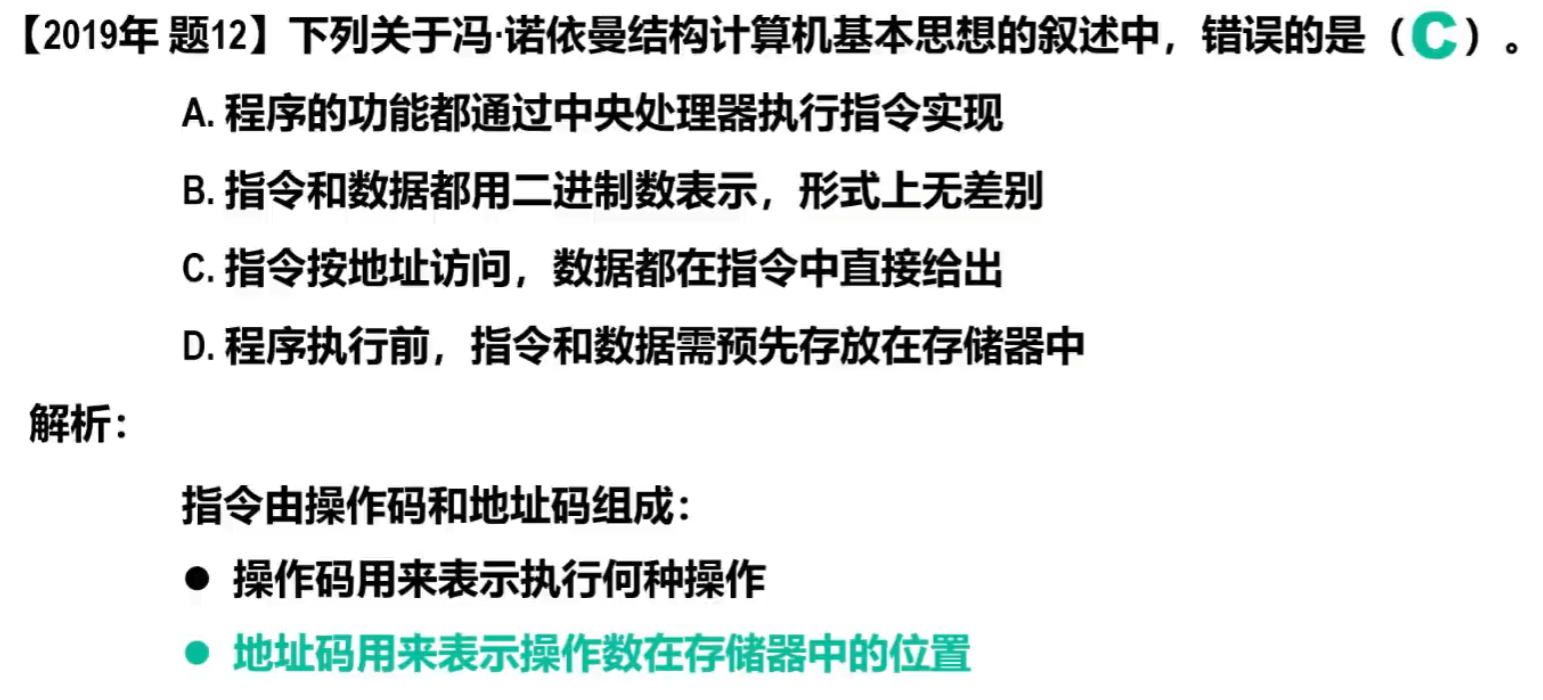 【2019年 题12】下列关于冯·诺依曼结构计算机基本思想的叙述中，错误的是（C）。
A. 程序的功能都通过中央处理器执行指令实现
B. 指令和数据都用二进制数表示，形式上无差别
C. 指令按地址访问，数据都在指令中直接给出
D. 程序执行前，指令和数据需预先存放在存储器中
解析：
指令由操作码和地址码组成：
● 操作码用来表示执行何种操作
● 地址码用来表示操作数在存储器中的位置